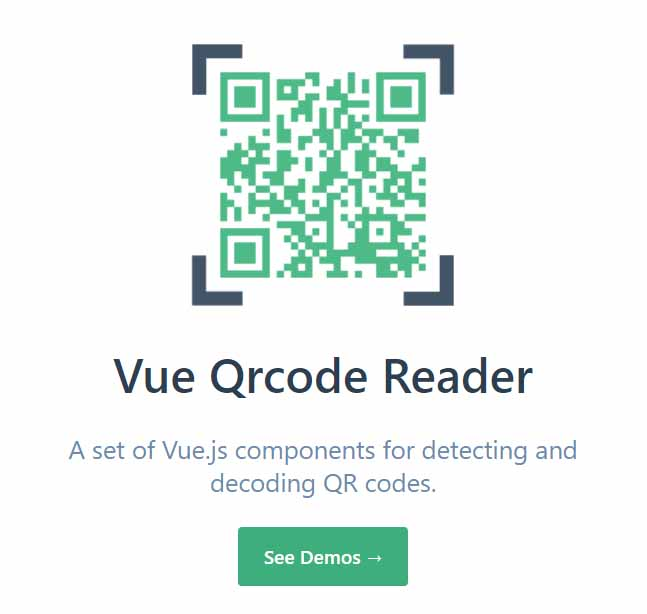 Vue Qrcode Reader
A set of Vue.js components for detecting and
decoding QR codes.
See Demos →